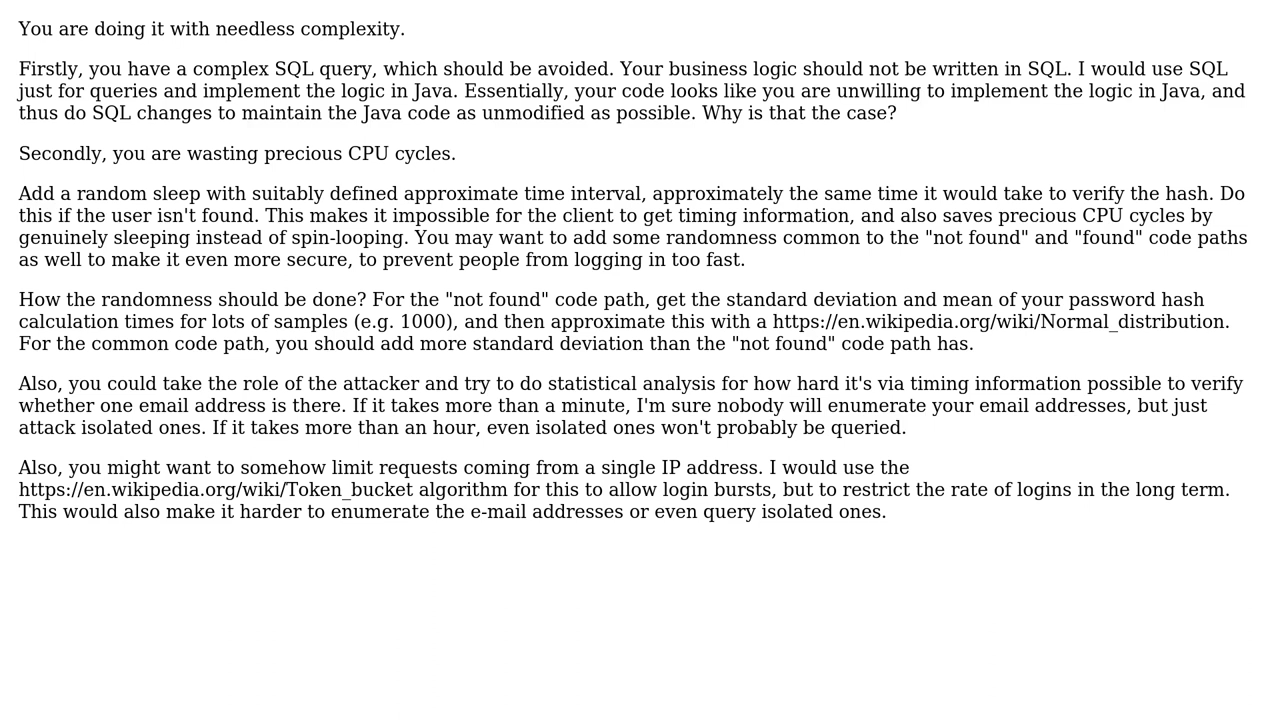 You are doing it with needless complexity.
Firstly, you have a complex SQL query, which should be avoided. Your business logic should not be written in SQL. I would use SQL
just for queries and implement the logic in Java. Essentially, your code looks like you are unwilling to implement the logic in Java, and
thus do SQL changes to maintain the Java code as unmodified as possible. Why is that the case?
Secondly, you are wasting precious CPU cycles.
Add a random sleep with suitably defined approximate time interval, approximately the same time it would take to verify the hash. Do
this if the user isn't found. This makes it impossible for the client to get timing information, and also saves precious CPU cycles by
genuinely sleeping instead of spin-looping. You may want to add some randomness common to the "not found" and "found" code paths
as well to make it even more secure, to prevent people from logging in too fast.
How the randomness should be done? For the "not found" code path, get the standard deviation and mean of your password hash
calculation times for lots of samples (e.g. 1000), and then approximate this with a https://en.wikipedia.org/wiki/Normal_distribution.
For the common code path, you should add more standard deviation than the "not found" code path has.
Also, you could take the role of the attacker and try to do statistical analysis for how hard it's via timing information possible to verify
whether one email address is there. If it takes more than a minute, I'm sure nobody will enumerate your email addresses, but just
attack isolated ones. If it takes more than an hour, even isolated ones won't probably be queried.
Also, you might want to somehow limit requests coming from a single IP address. I would use the
https://en.wikipedia.org/wiki/Token_bucket algorithm for this to allow login bursts, but to restrict the rate of logins in the long term.
This would also make it harder to enumerate the e-mail addresses or even query isolated ones.